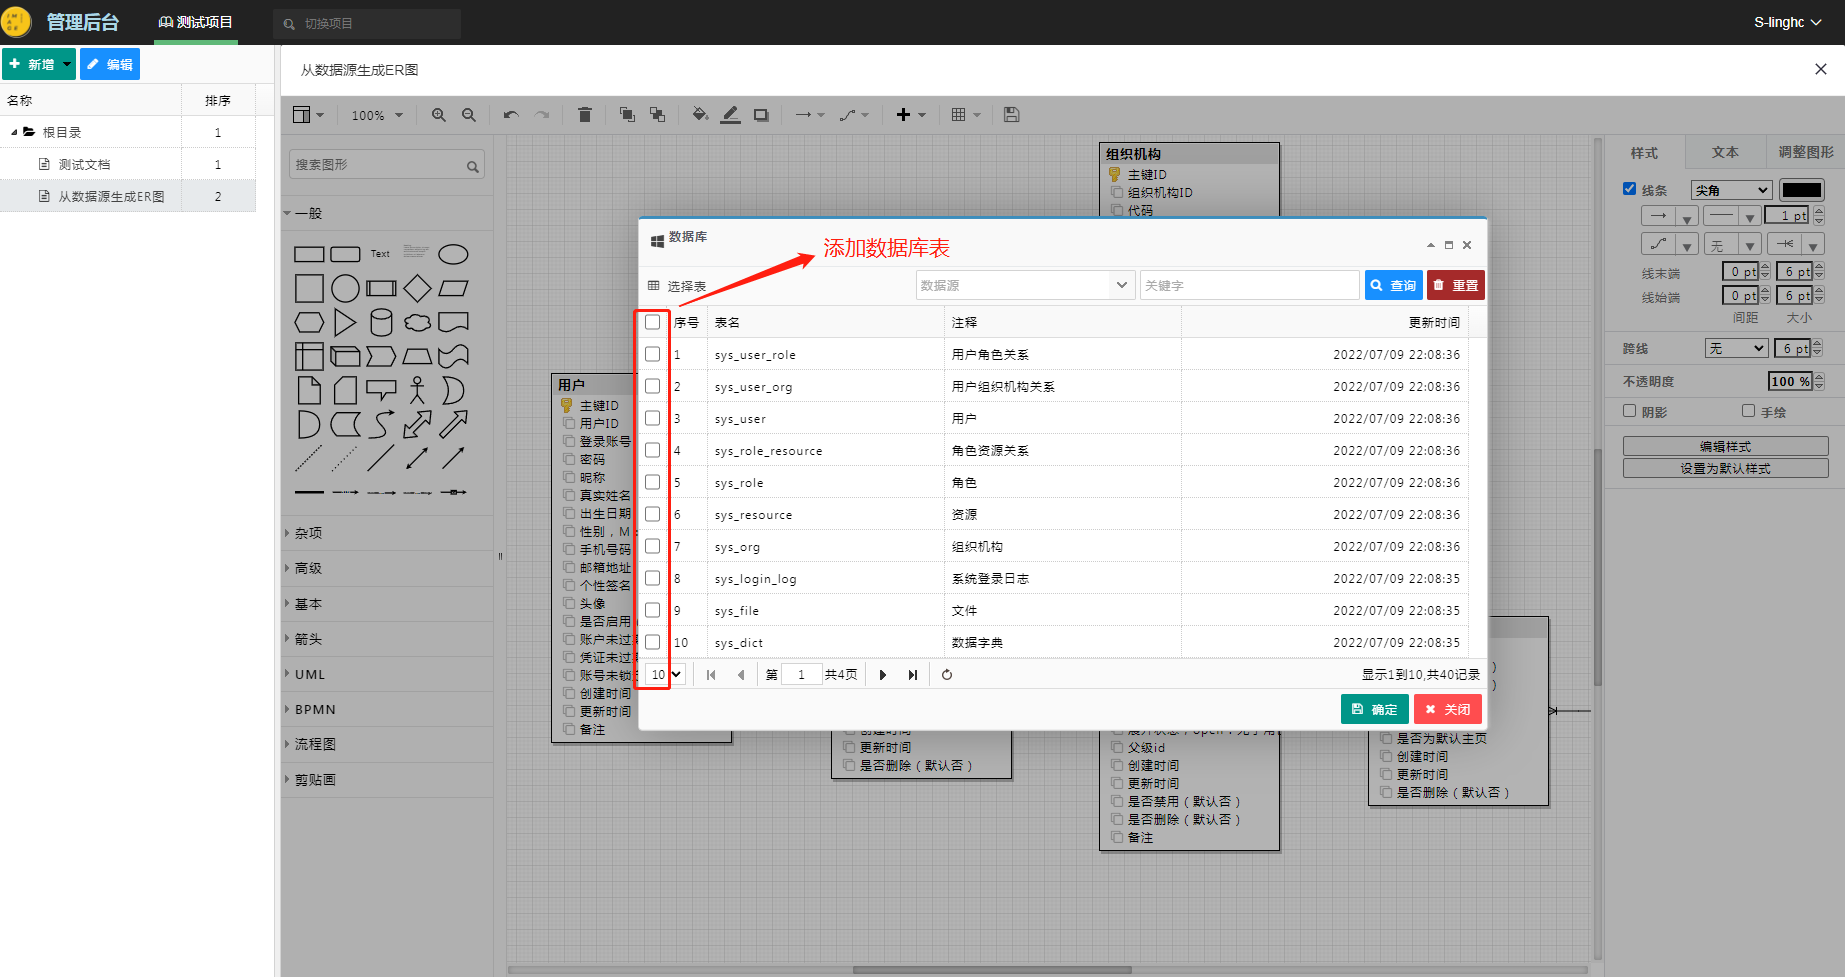 管理后台
测试项目
切换项目
S-linghc
新增
编辑
名称 排序
根目录 1
测试文档 1
从数据源生成ER图 2
从数据源生成ER图
100%
搜索图形
一般
Text
杂项
高级
基本
箭头
UML
BPMN
流程图
剪贴画
组织机构
主键ID
组织机构ID
代码
用户
主键ID
用户ID
登录账号
密码
昵称
真实姓名
出生日期
性别，M
手机号码
邮箱地址
个性签名
头像
是否启用
账户未过
凭证未过
账号未锁
创建时间
更新时间
备注
数据库
添加数据库表
选择表
数据源
关键字
查询
重置
序号 表名 注释 更新时间
1 sys_user_role 用户角色关系 2022/07/09 22:08:36
2 sys_user_org 用户组织机构关系 2022/07/09 22:08:36
3 sys_user 用户 2022/07/09 22:08:36
4 sys_role_resource 角色资源关系 2022/07/09 22:08:36
5 sys_role 角色 2022/07/09 22:08:36
6 sys_resource 资源 2022/07/09 22:08:36
7 sys_org 组织机构 2022/07/09 22:08:36
8 sys_login_log 系统登录日志 2022/07/09 22:08:35
9 sys_file 文件 2022/07/09 22:08:35
10 sys_dict 数据字典 2022/07/09 22:08:35
10 第 1 共4页 显示1到10,共40记录
确定
关闭
创建时间
更新时间
是否删除（默认否）
父级id
创建时间
更新时间
是否禁用（默认否）
是否删除（默认否）
备注
）
）
是否为默认主页
创建时间
更新时间
是否删除（默认否）
样式 文本 调整图形
线条 尖角
1 pt
无
线末端 0 pt 6 pt
线始端 0 pt 6 pt
间距 大小
跨线 无 6 pt
不透明度 100 %
阴影 手绘
编辑样式
设置为默认样式